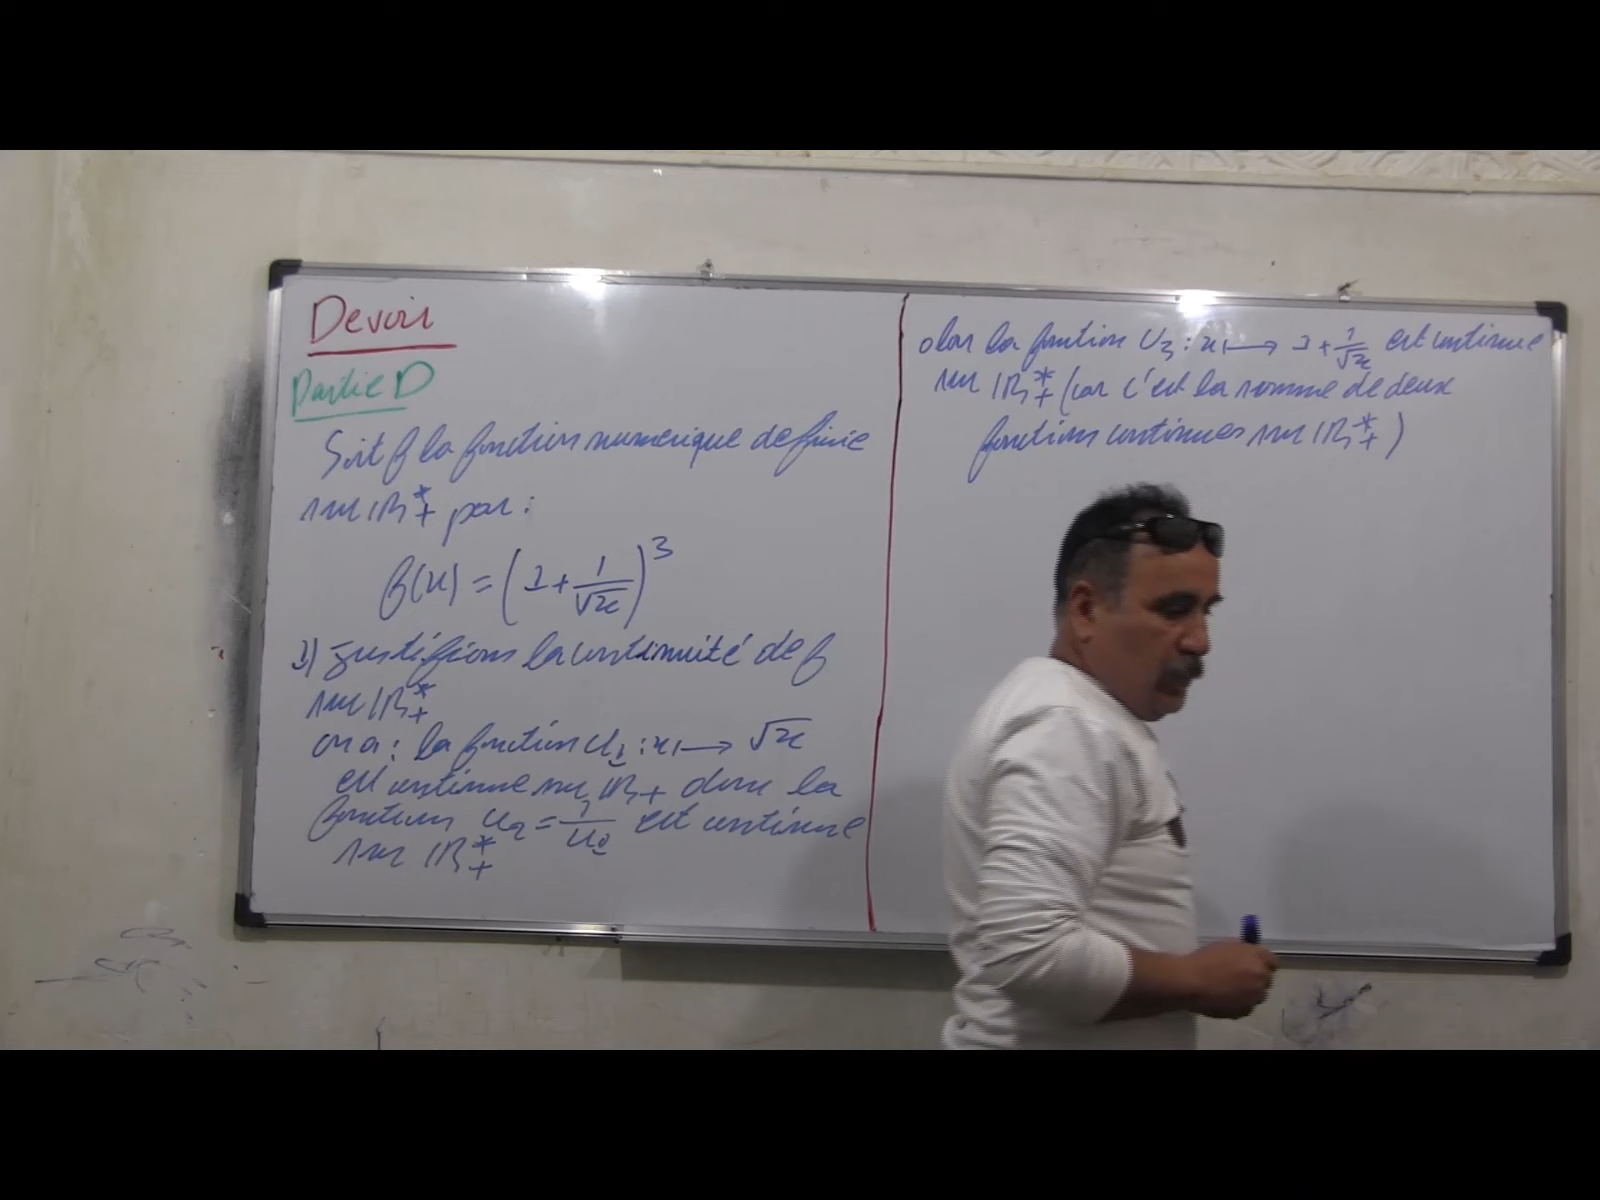 Devoir
Partie D
Soit f la fonction numérique definie
sur IR*+ par :
f(x) = (1 + 1/√x)^3
1) Justifions la continuité de f
sur IR*+
on a : la fonction U1 : x ⟼ √x
est continue sur IR+ donc la
fonction U2 = 1/U1 est continue
sur IR*+
la fonction U3 : x ⟼ 1 + 1/√x est continue
sur IR*+ (car c'est la somme de deux
fonctions continues sur IR*+)